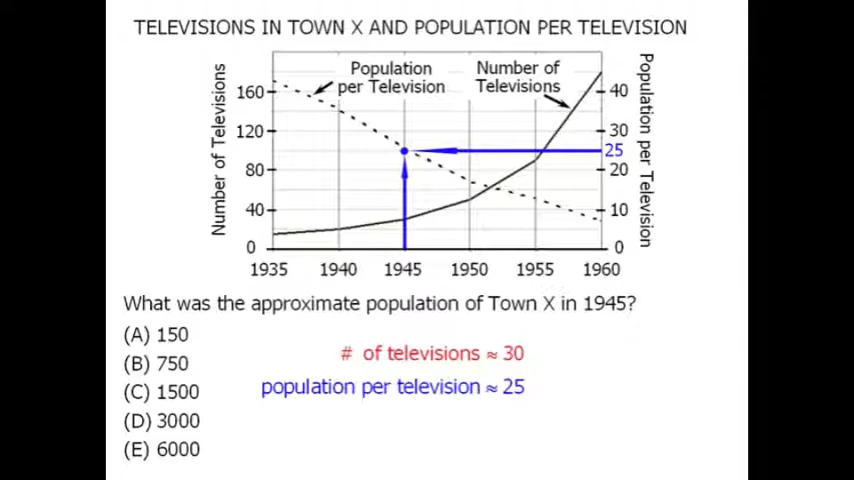 TELEVISIONS IN TOWN X AND POPULATION PER TELEVISION
Number of Televisions
160
120
80
40
0
Population
per Television
Number of
Televisions
40
30
25
20
10
0
Population per Television
1935 1940 1945 1950 1955 1960
What was the approximate population of Town X in 1945?
(A) 150
(B) 750
(C) 1500
(D) 3000
(E) 6000
# of televisions ≈ 30
population per television ≈ 25